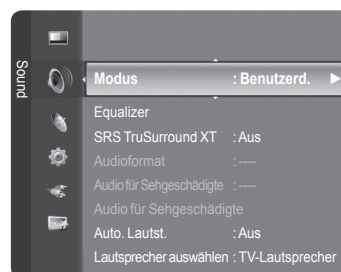 Sound
Modus : Benutzerd.
Equalizer
SRS TruSurround XT : Aus
Audioformat : ----
Audio für Sehgeschädigte : ----
Audio für Sehgeschädigte
Auto. Lautst. : Aus
Lautsprecher auswählen : TV-Lautsprecher